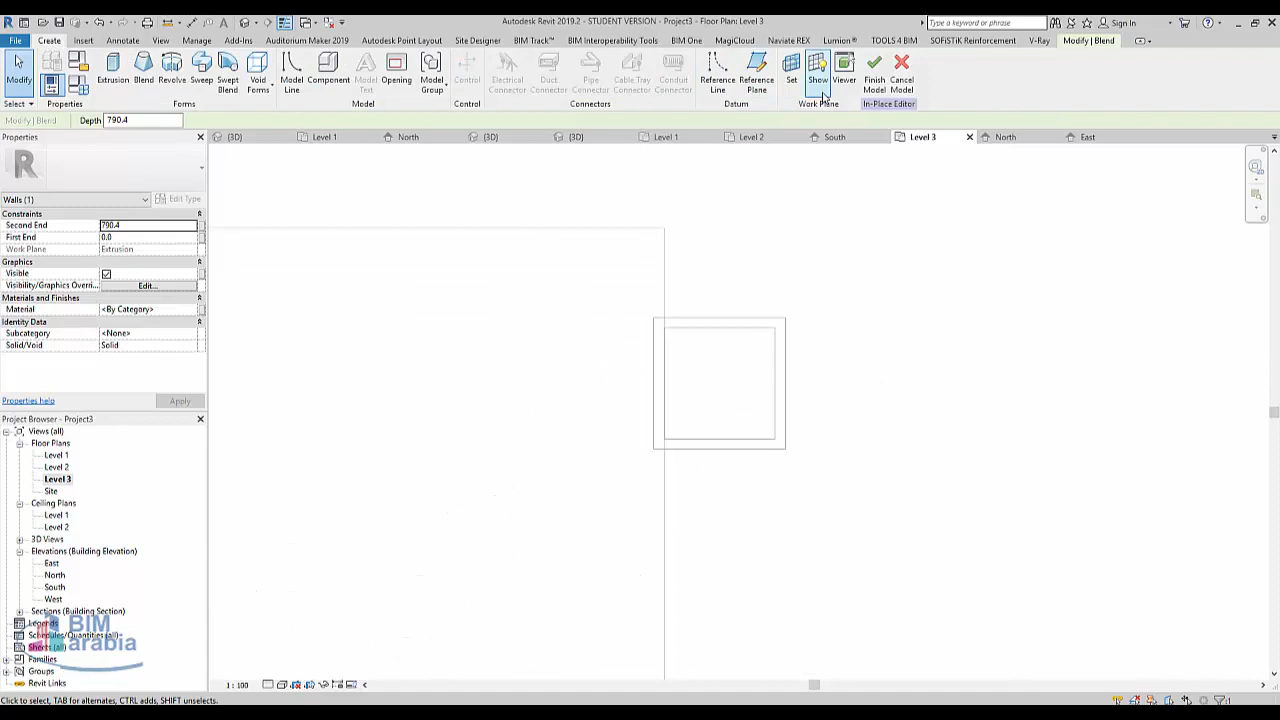 Autodesk Revit 2019.2 - STUDENT VERSION - Project3 - Floor Plan: Level 3
Type a keyword or phrase
Sign In
File Create Insert Annotate View Manage Add-Ins Auditorium Maker 2019 Autodesk Point Layout Site Designer BIM Track™ BIM Interoperability Tools BIM One MagiCloud Naviate REX Lumion® TOOLS 4 BIM SOFiSTiK Reinforcement V-Ray Modify | Blend
Modify Extrusion Blend Revolve Sweep Swept Blend Void Forms Model Line Component Model Text Opening Model Group Control Electrical Connector Duct Connector Pipe Connector Cable Tray Connector Conduit Connector Reference Line Reference Plane Set Show Viewer Finish Model Cancel Model
Select Properties Forms Model Control Connectors Datum Work Plane In-Place Editor
Modify | Blend Depth 790.4
Properties
{3D} Level 1 North {3D} {3D} Level 1 Level 2 South Level 3 North East
Walls (1) Edit Type
Constraints
Second End 790.4
First End 0.0
Work Plane Extrusion
Graphics
Visible
Visibility/Graphics Overri... Edit...
Materials and Finishes
Material <By Category>
Identity Data
Subcategory <None>
Solid/Void Solid
Properties help Apply
Project Browser - Project3
Views (all)
Floor Plans
Level 1
Level 2
Level 3
Site
Ceiling Plans
Level 1
Level 2
3D Views
Elevations (Building Elevation)
East
North
South
West
Sections (Building Section)
Legends
Schedules/Quantities (all)
Sheets (all)
Families
Groups
Revit Links
BIM
arabia
1 : 100
Click to select, TAB for alternates, CTRL adds, SHIFT unselects.
:1